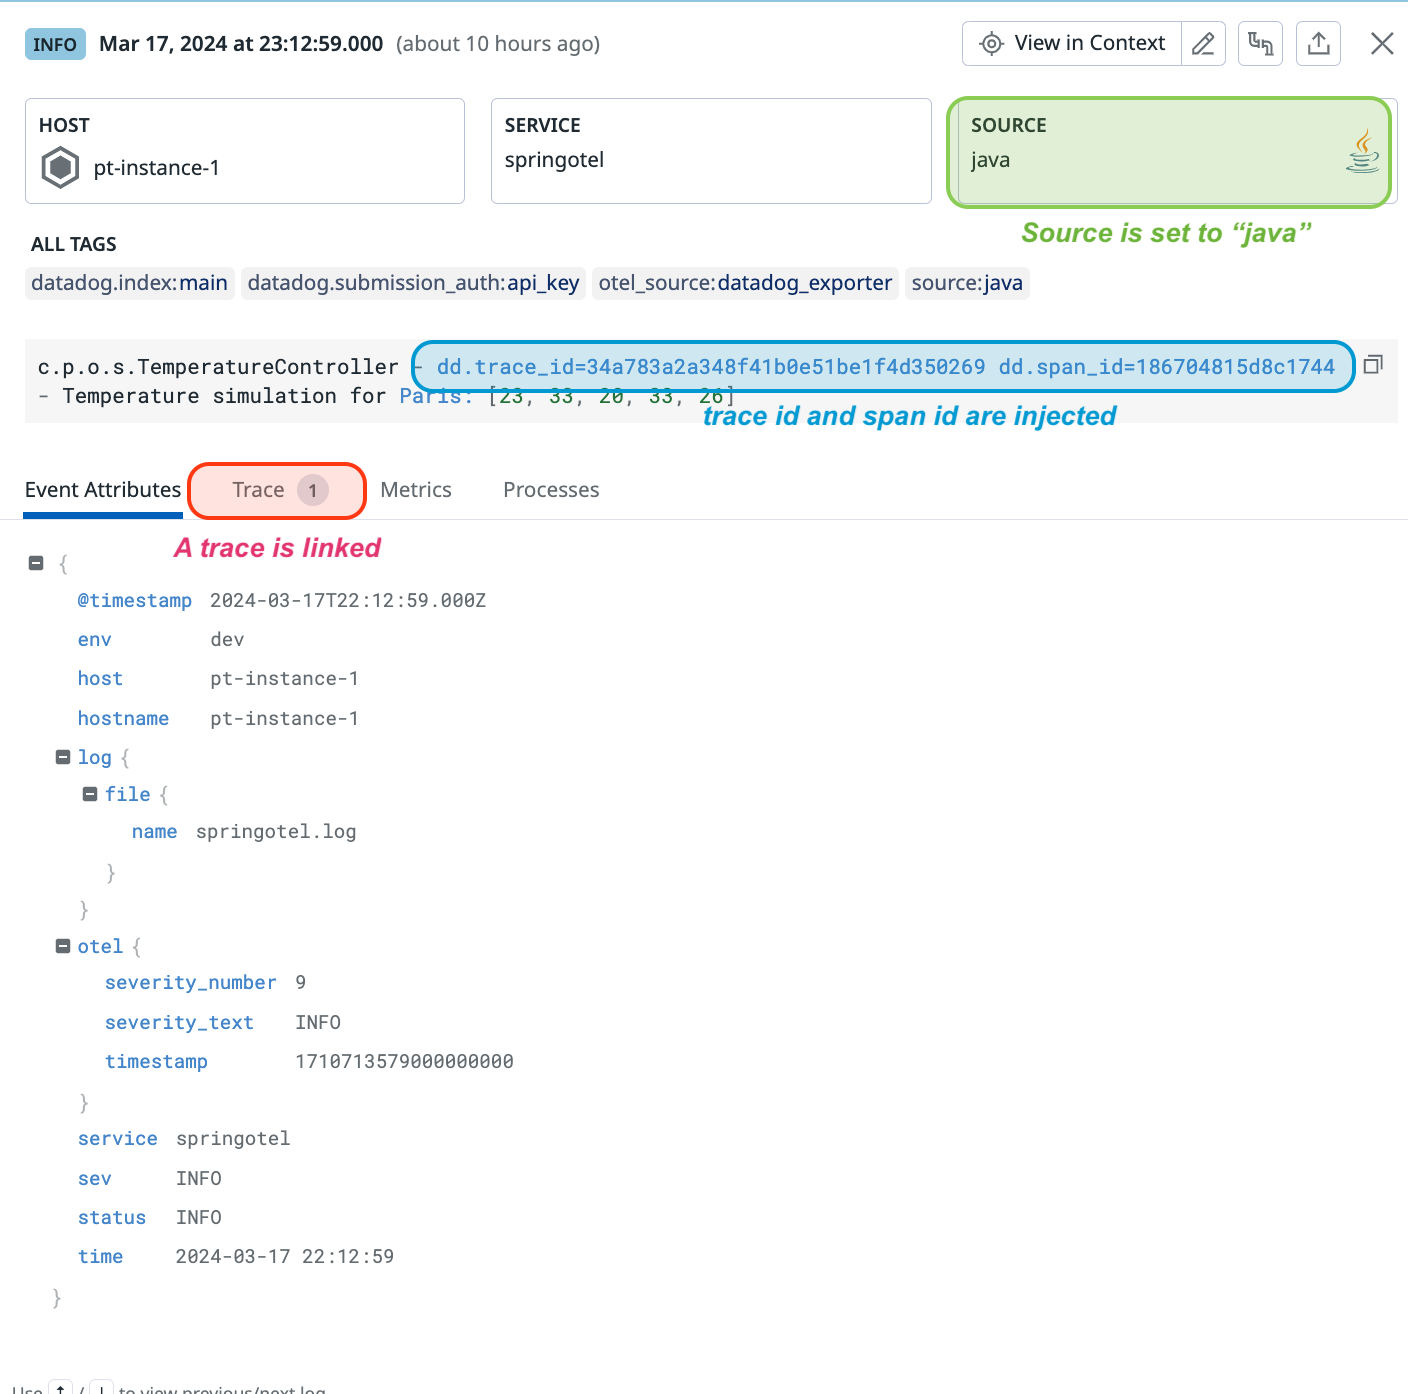 INFO Mar 17, 2024 at 23:12:59.000 (about 10 hours ago) View in Context
HOST
pt-instance-1
SERVICE
springotel
SOURCE
java
Source is set to “java”
ALL TAGS
datadog.index:main datadog.submission_auth:api_key otel_source:datadog_exporter source:java
c.p.o.s.TemperatureController - dd.trace_id=34a783a2a348f41b0e51be1f4d350269 dd.span_id=186704815d8c1744
- Temperature simulation for Paris: [23, 33, 20, 33, 26]
trace id and span id are injected
Event Attributes Trace 1 Metrics Processes
A trace is linked
{
@timestamp 2024-03-17T22:12:59.000Z
env dev
host pt-instance-1
hostname pt-instance-1
log {
file {
name springotel.log
}
}
otel {
severity_number 9
severity_text INFO
timestamp 1710713579000000000
}
service springotel
sev INFO
status INFO
time 2024-03-17 22:12:59
}
Use ↑ / ↓ to view previous/next log